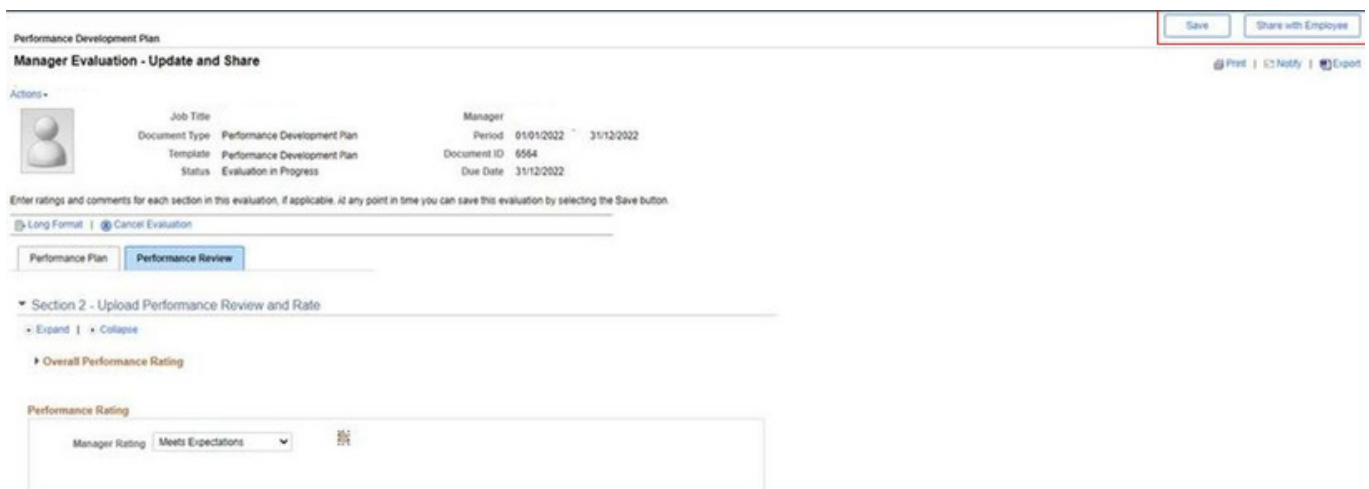 Save Share with Employee
Performance Development Plan
Manager Evaluation - Update and Share
Print | Notify | Export
Actions
Job Title Manager
Document Type Performance Development Plan Period 01/01/2022 - 31/12/2022
Template Performance Development Plan Document ID 6564
Status Evaluation in Progress Due Date 31/12/2022
Enter ratings and comments for each section in this evaluation, if applicable. At any point in time you can save this evaluation by selecting the Save button.
Long Format | Cancel Evaluation
Performance Plan Performance Review
Section 2 - Upload Performance Review and Rate
Expand | Collapse
Overall Performance Rating
Performance Rating
Manager Rating Meets Expectations